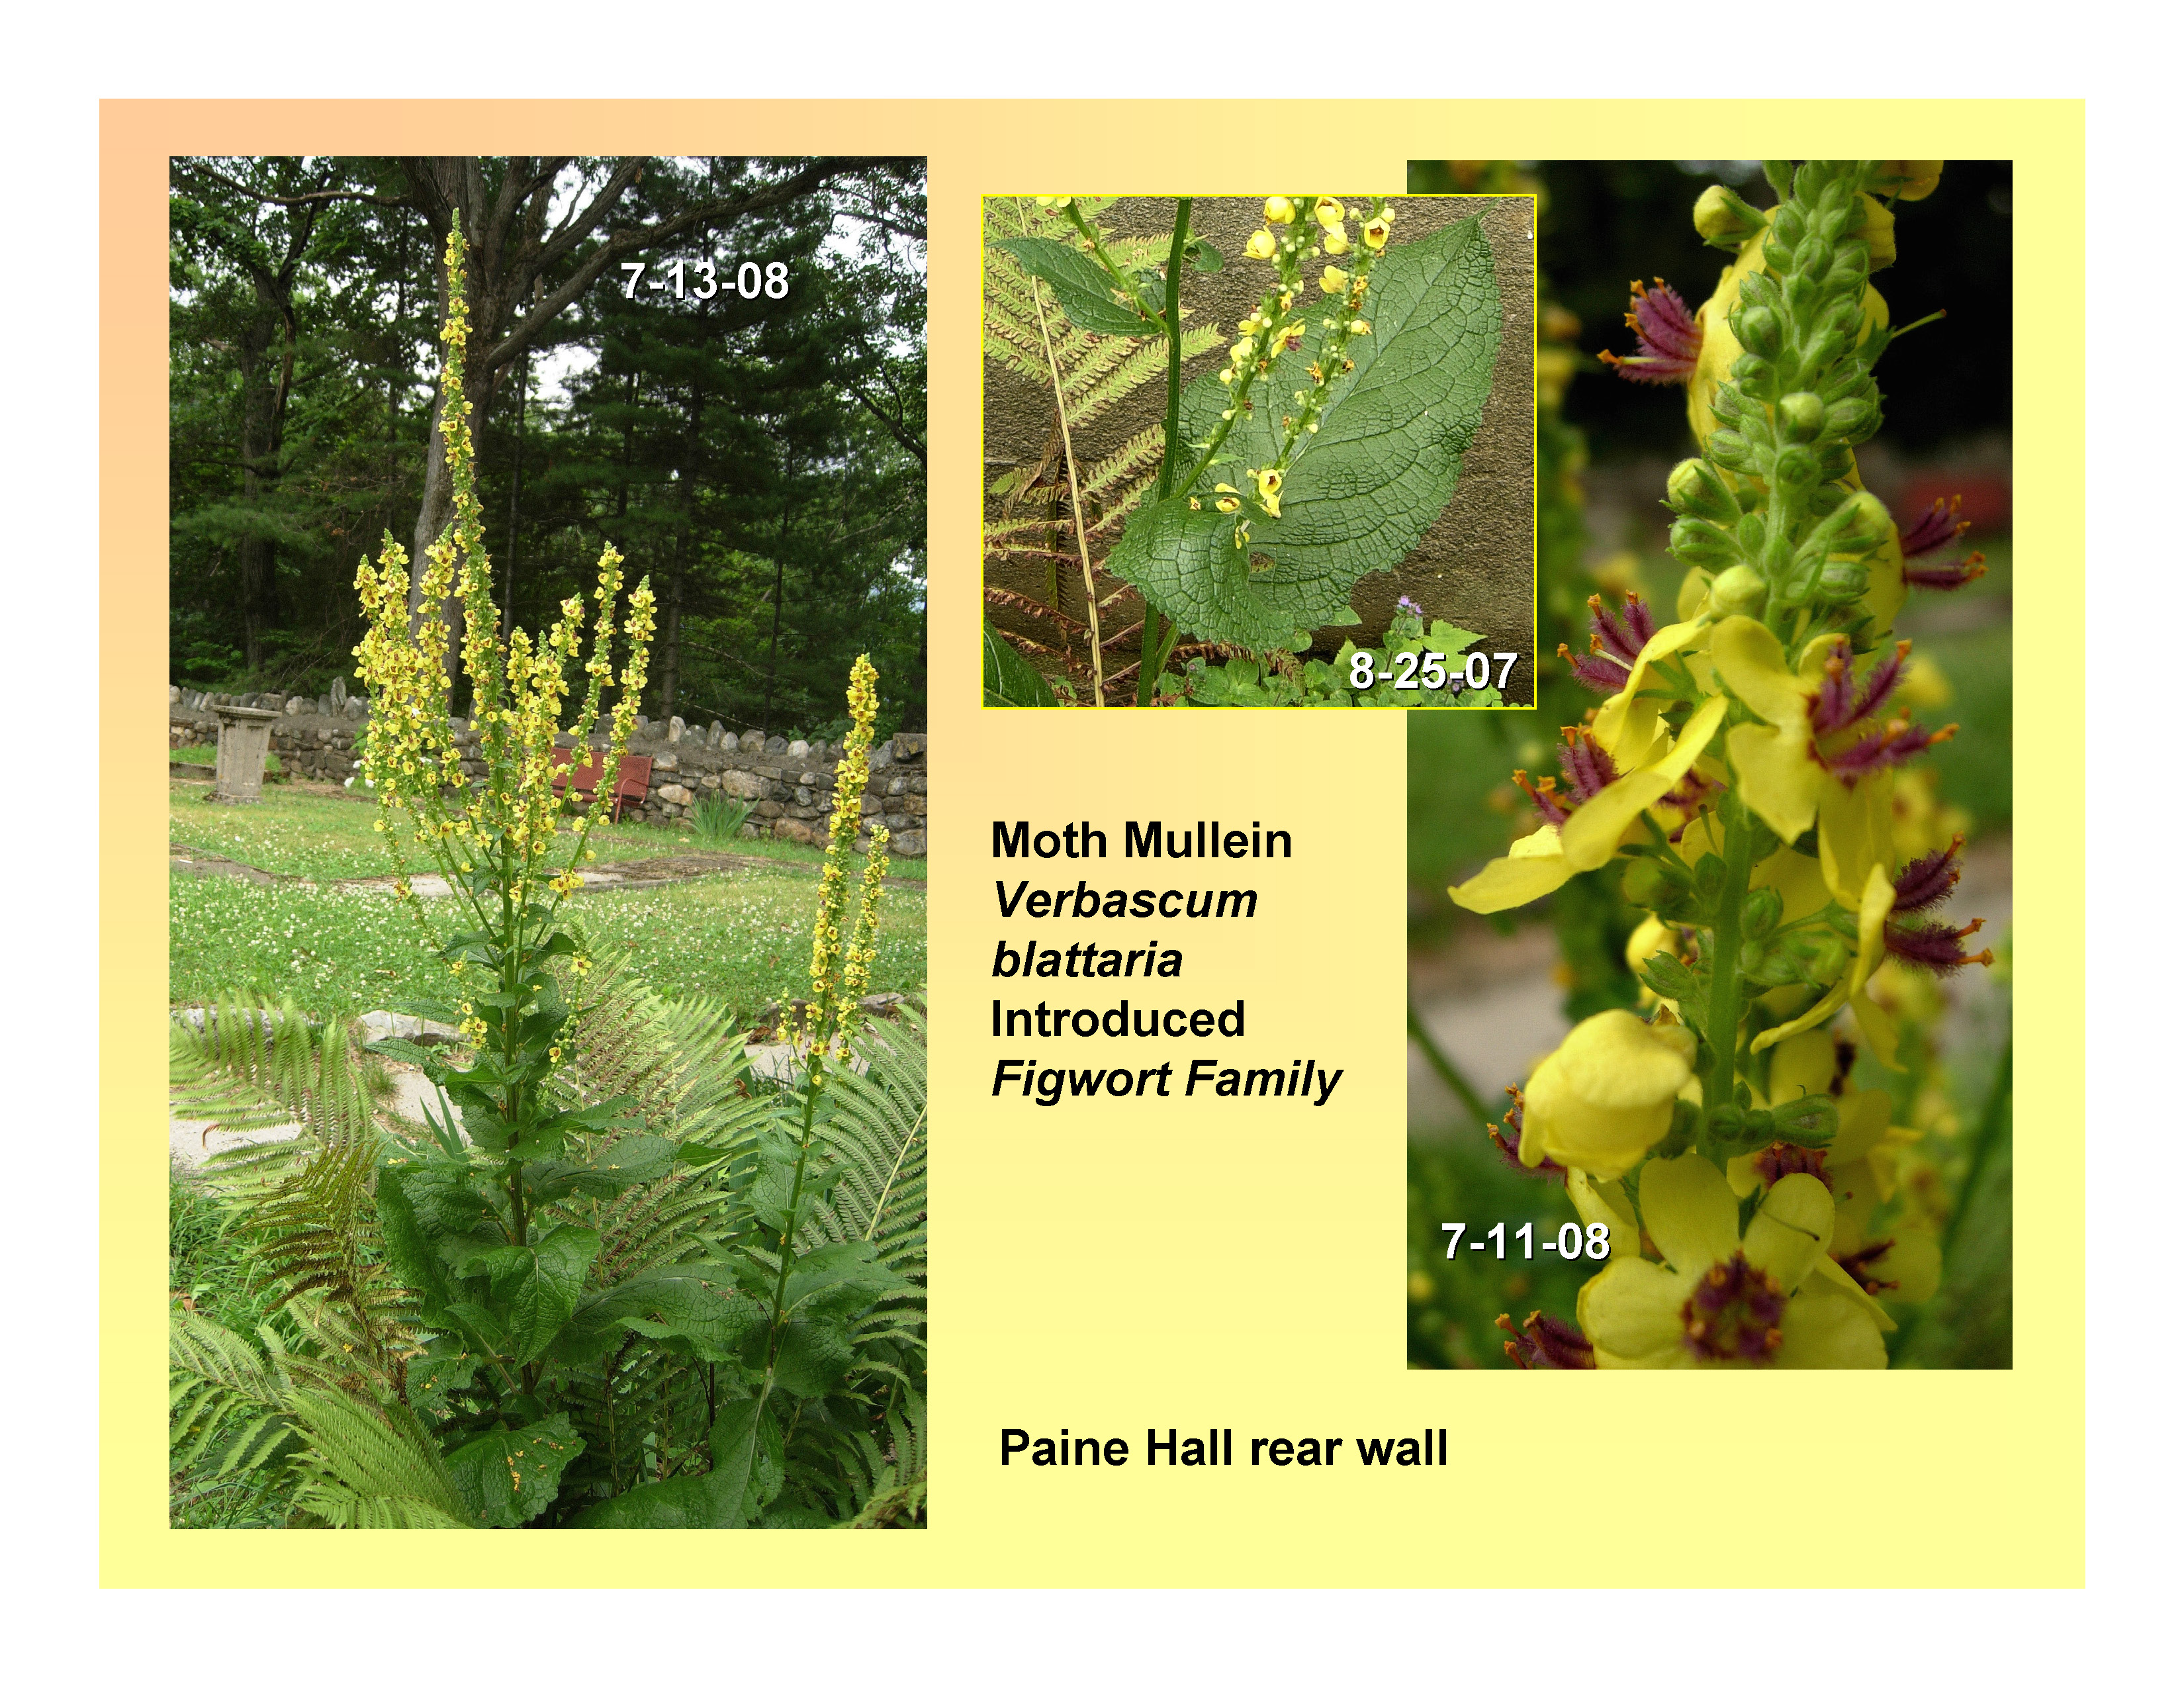 7-13-08
8-25-07
Moth Mullein
Verbascum
blattaria
Introduced
Figwort Family
7-11-08
Paine Hall rear wall